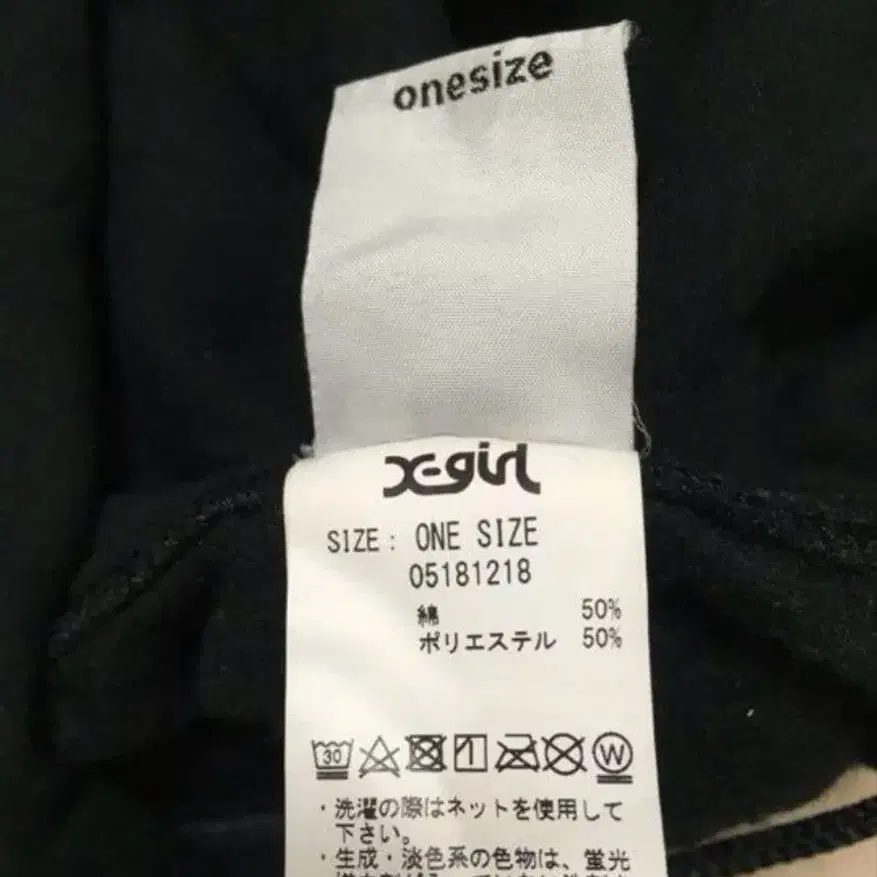 onesize
X-girl
SIZE : ONE SIZE
05181218
綿 50%
ポリエステル 50%
30 W
・洗濯の際はネットを使用して
下さい。
・生成・淡色系の色物は、蛍光